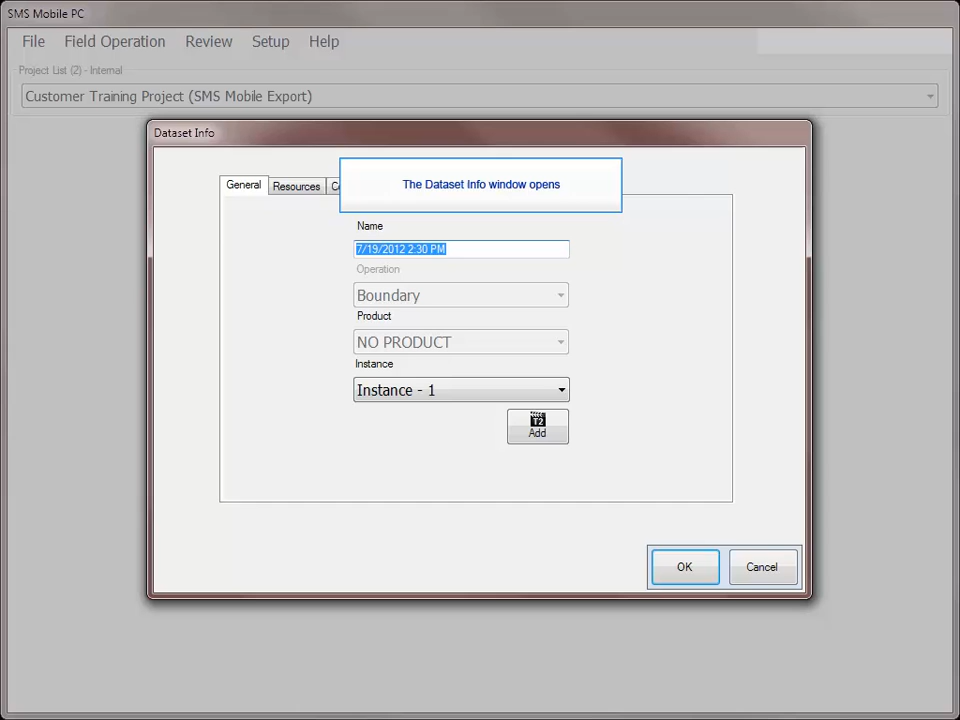 SMS Mobile PC
File Field Operation Review Setup Help
Project List (2) - Internal
Customer Training Project (SMS Mobile Export)
Dataset Info
General Resources
The Dataset Info window opens
Name
7/19/2012 2:30 PM
Operation
Boundary
Product
NO PRODUCT
Instance
Instance - 1
T2
Add
OK Cancel